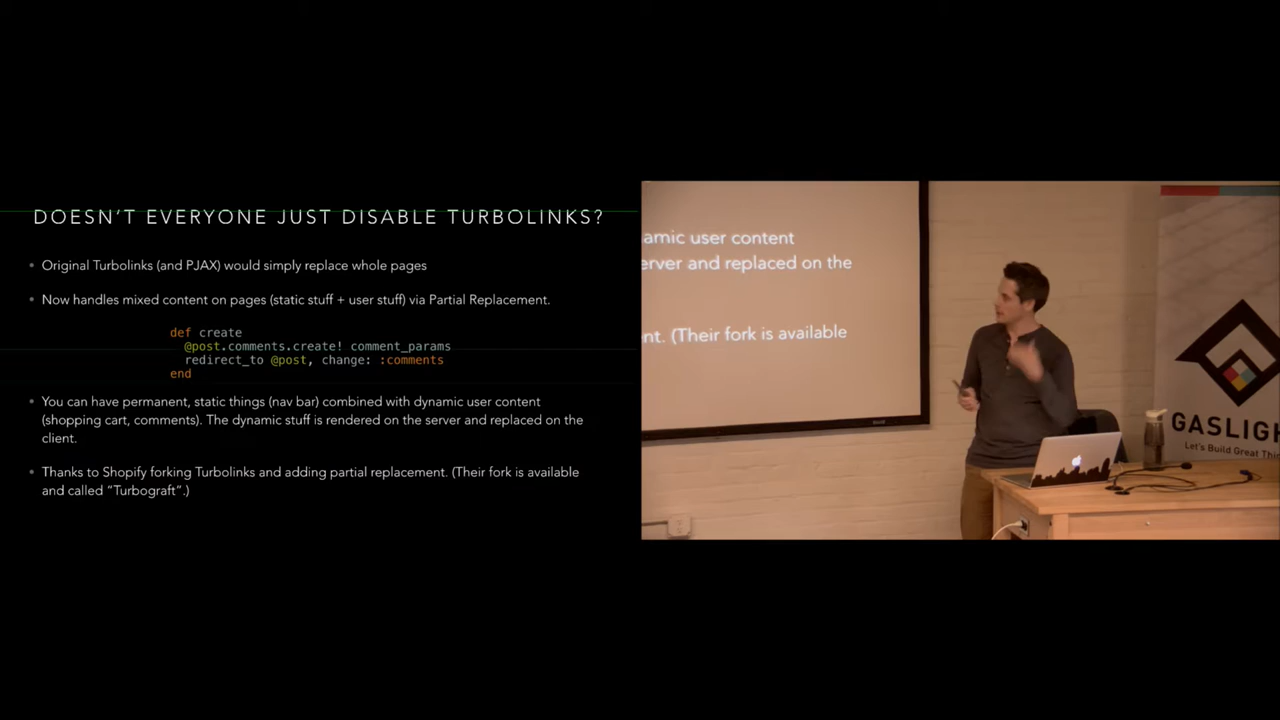 DOESN'T EVERYONE JUST DISABLE TURBOLINKS?
Original Turbolinks (and PJAX) would simply replace whole pages
Now handles mixed content on pages (static stuff + user stuff) via Partial Replacement.
def create
@post.comments.create! comment_params
redirect_to @post, change: :comments
end
You can have permanent, static things (nav bar) combined with dynamic user content
(shopping cart, comments). The dynamic stuff is rendered on the server and replaced on the
client.
Thanks to Shopify forking Turbolinks and adding partial replacement. (Their fork is available
and called “Turbograft”.)
amic user content
erver and replaced on the
nt. (Their fork is available
GASLIGH
Let's Build Great Thin